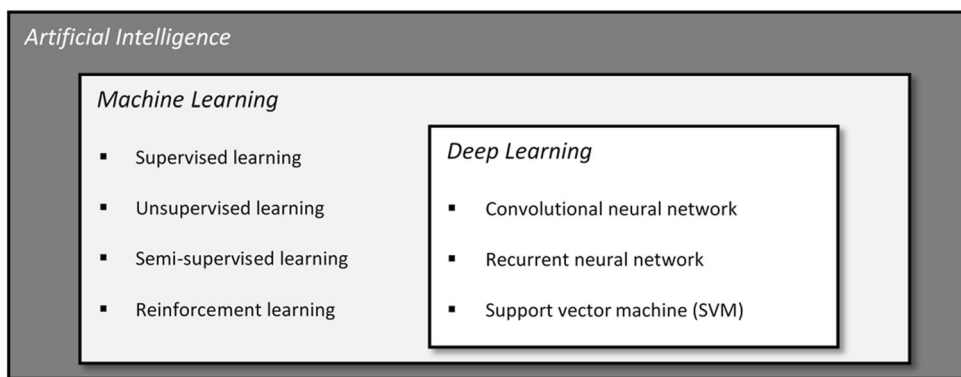 Artificial Intelligence
Machine Learning
▪ Supervised learning
▪ Unsupervised learning
▪ Semi-supervised learning
▪ Reinforcement learning
Deep Learning
▪ Convolutional neural network
▪ Recurrent neural network
▪ Support vector machine (SVM)